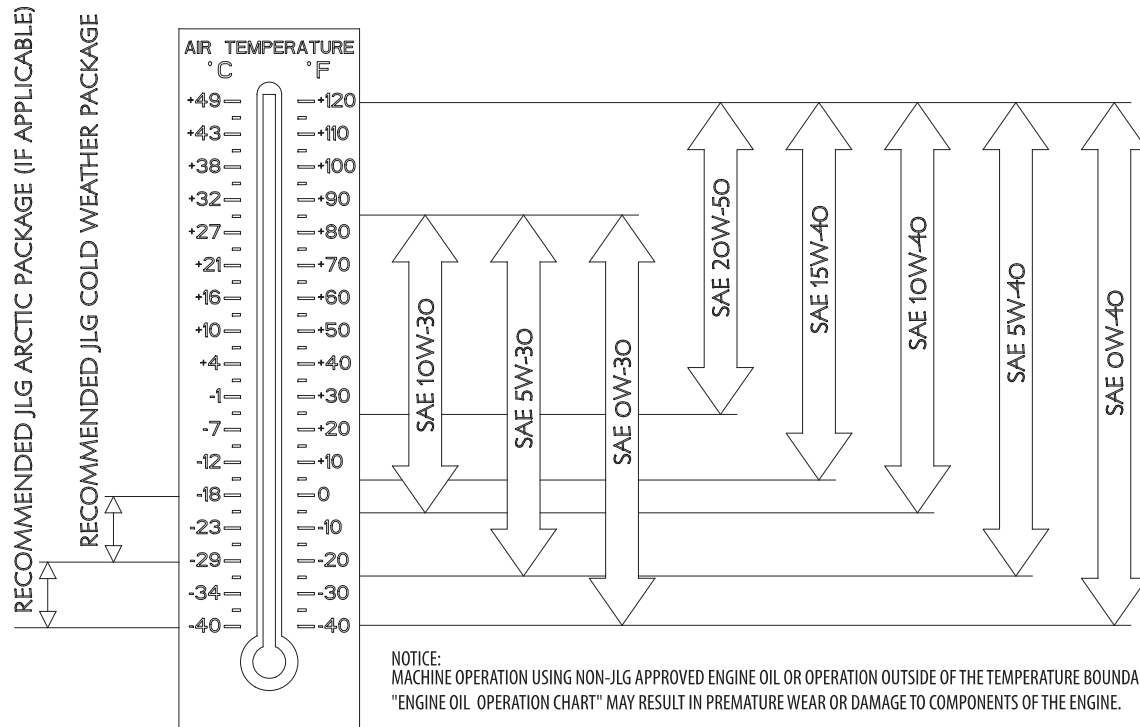 RECOMMENDED JLG ARCTIC PACKAGE (IF APPLICABLE)
RECOMMENDED JLG COLD WEATHER PACKAGE
AIR TEMPERATURE
°C °F
+49 +120
+43 +110
+38 +100
+32 +90
+27 +80
+21 +70
+16 +60
+10 +50
+4 +40
-1 +30
-7 +20
-12 +10
-18 0
-23 -10
-29 -20
-34 -30
-40 -40
SAE 10W-30
SAE 5W-30
SAE 0W-30
SAE 20W-50
SAE 15W-40
SAE 10W-40
SAE 5W-40
SAE 0W-40
NOTICE:
MACHINE OPERATION USING NON-JLG APPROVED ENGINE OIL OR OPERATION OUTSIDE OF THE TEMPERATURE
"ENGINE OIL OPERATION CHART" MAY RESULT IN PREMATURE WEAR OR DAMAGE TO COMPONENTS OF THE ENGINE.